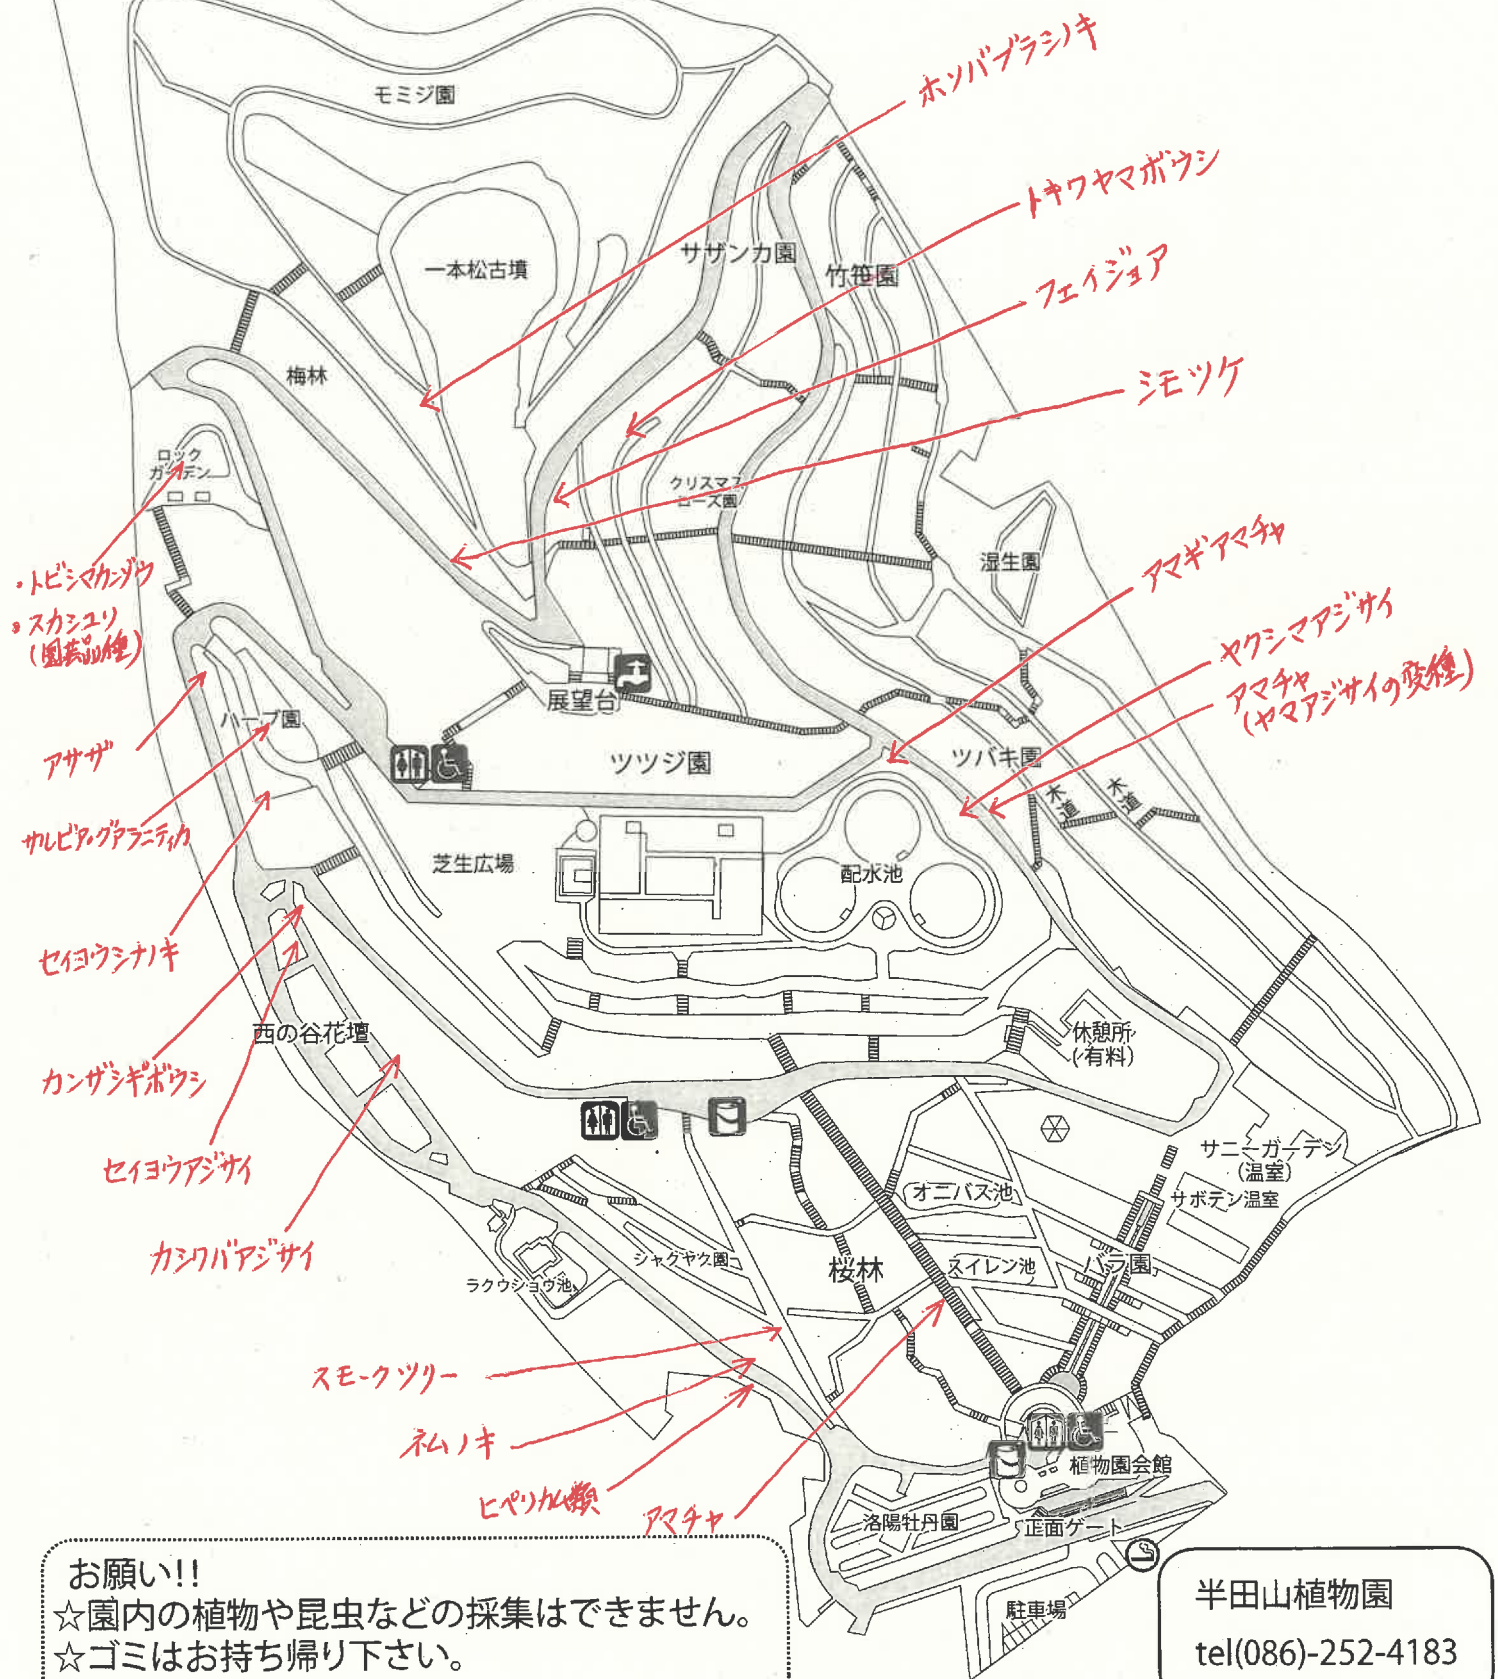 モミジ園
ホソバブラシノキ
トキワヤマボウシ
サザンカ園
竹笹園
フェイジョア
一本松古墳
梅林
シモツケ
ロック
ガーデン
クリスマス
ローズ園
湿生園
アマギアマチャ
・トビシマカンゾウ
・スカシユリ
(園芸品種)
ヤクシマアジサイ
アマチャ
(ヤマアジサイの変種)
展望台
ハーブ園
アサザ
ツツジ園
ツバキ園
木道
木道
サルビア・グアラニティカ
芝生広場
配水池
セイヨウシナノキ
西の谷花壇
休憩所
(有料)
カンザシギボウシ
セイヨウアジサイ
サニーガーデン
(温室)
サボテン温室
オニバス池
カシワバアジサイ
シャクヤク園
ラクウショウ池
桜林
スイレン池
バラ園
スモークツリー
ネムノキ
ヒペリカム類
アマチャ
植物園会館
洛陽牡丹園
正面ゲート
駐車場
お願い!!
☆園内の植物や昆虫などの採集はできません。
☆ゴミはお持ち帰り下さい。
半田山植物園
tel(086)-252-4183